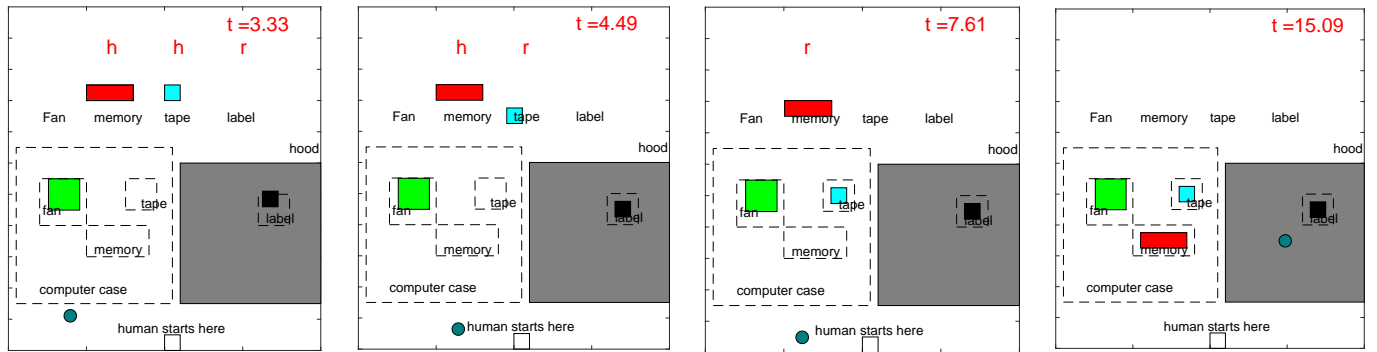 t =3.33
h h r
Fan memory tape label
hood
fan tape label
memory
computer case
human starts here
t =4.49
h r
Fan memory tape label
hood
fan tape label
memory
computer case
human starts here
t =7.61
r
Fan memory tape label
hood
fan tape label
memory
computer case
human starts here
t =15.09
Fan memory tape label
hood
fan tape label
memory
computer case
human starts here